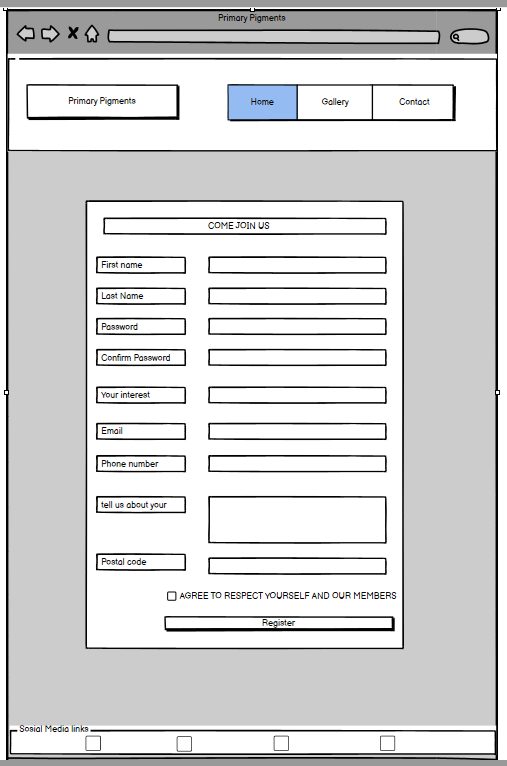 Primary Pigments
Primary Pigments
Home
Gallery
Contact
COME JOIN US
First name
Last Name
Password
Confirm Password
Your interest
Email
Phone number
tell us about your
Postal code
AGREE TO RESPECT YOURSELF AND OUR MEMBERS
Register
Sosial Media links